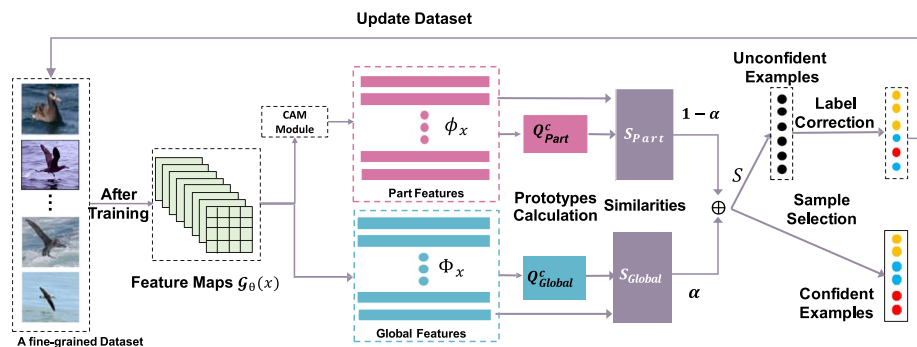 Update Dataset
A fine-grained Dataset
After
Training
Feature Maps 𝒢θ(x)
CAM
Module
ϕx
Part Features
Φx
Global Features
Q^c_Part
Prototypes
Calculation
Q^c_Global
S_Part
Similarities
S_Global
1 − α
α
⊕
S
Unconfident
Examples
Label
Correction
Sample
Selection
Confident
Examples